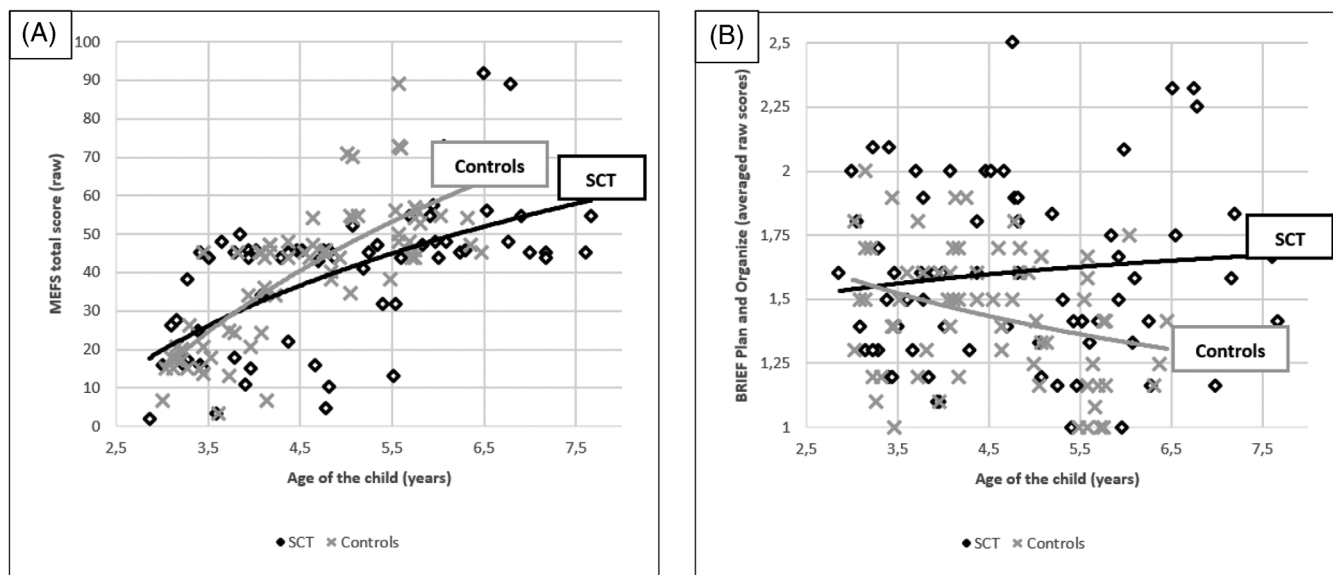 (A)
MEFS total score (raw)
100
90
80
70
60
50
40
30
20
10
0
Controls
SCT
2,5 3,5 4,5 5,5 6,5 7,5
Age of the child (years)
SCT Controls
(B)
BRIEF Plan and Organize (averaged raw scores)
2,5
2,25
2
1,75
1,5
1,25
1
SCT
Controls
2,5 3,5 4,5 5,5 6,5 7,5
Age of the child (years)
SCT Controls